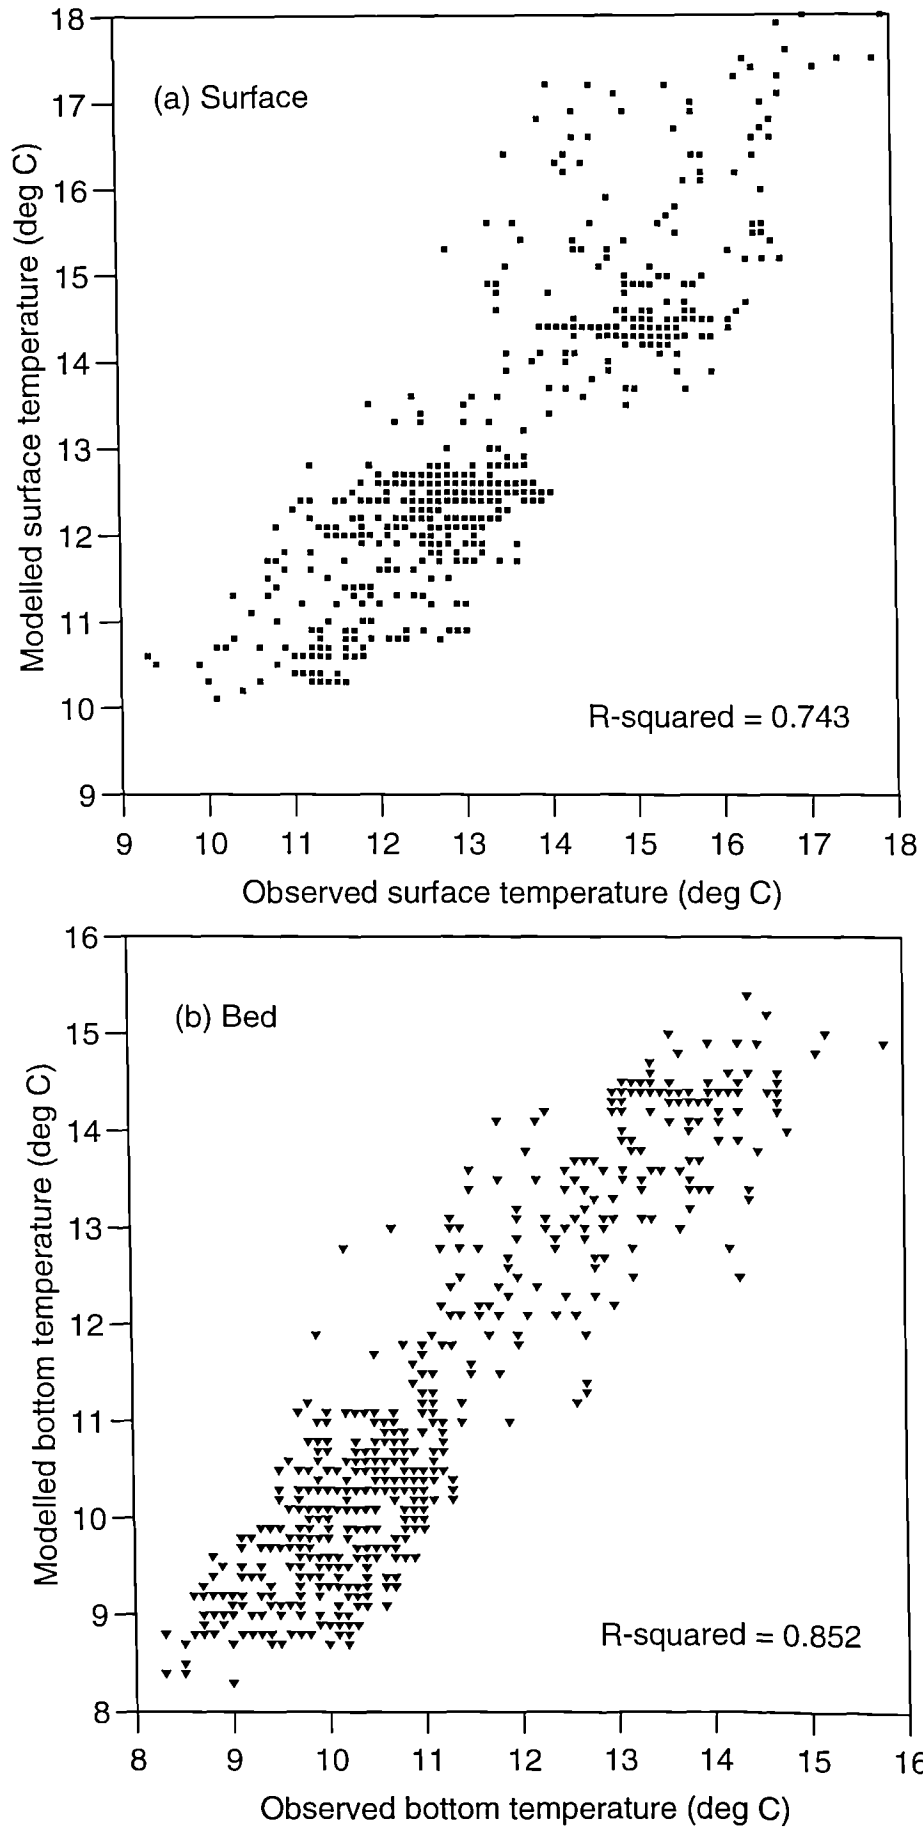 18
17
16
15
14
13
12
11
10
9
Modelled surface temperature (deg C)
(a) Surface
R-squared = 0.743
9 10 11 12 13 14 15 16 17 18
Observed surface temperature (deg C)
16
15
14
13
12
11
10
9
8
Modelled bottom temperature (deg C)
(b) Bed
R-squared = 0.852
8 9 10 11 12 13 14 15 16
Observed bottom temperature (deg C)